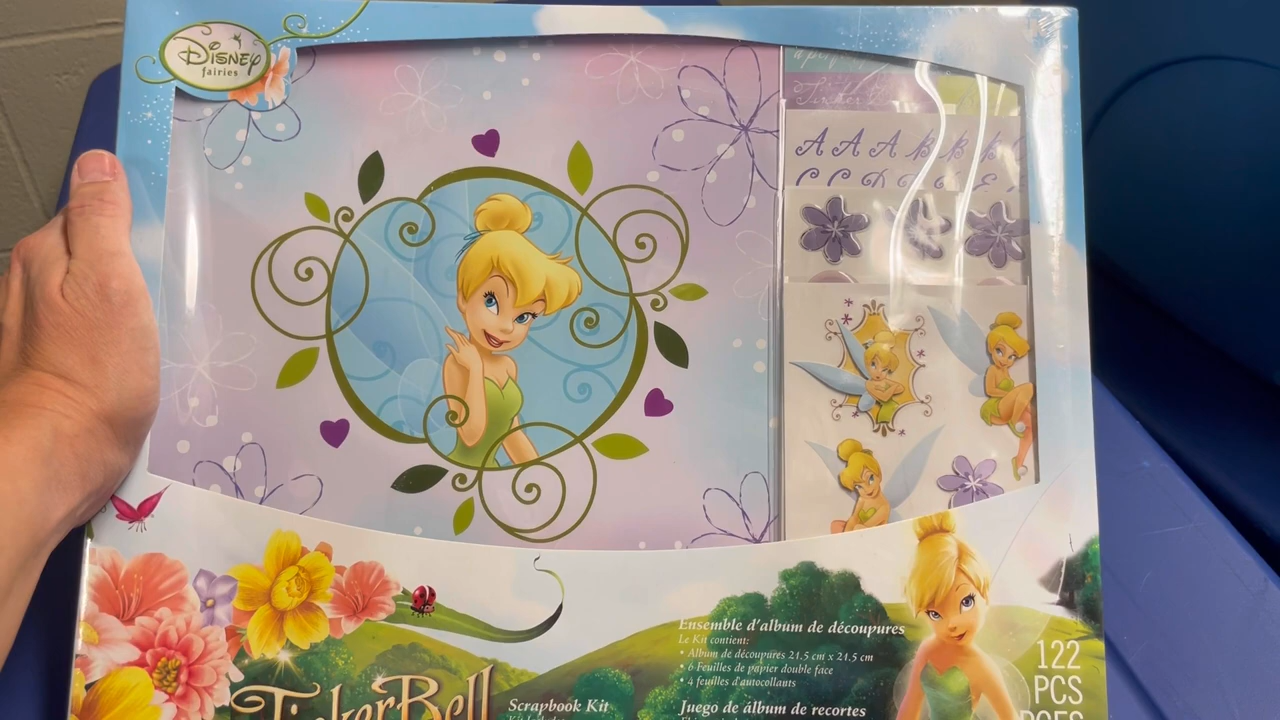 Disney
fairies
Tinker
A A A B B B
C C
E
Ensemble d'album de découpures
Le Kit contient:
• Album de découpures 21.5 cm x 21.5 cm
• 6 Feuilles de papier double face
• 4 feuilles d'autocollants
TinkerBell
Scrapbook Kit
Juego de álbum de recortes
122
PCS